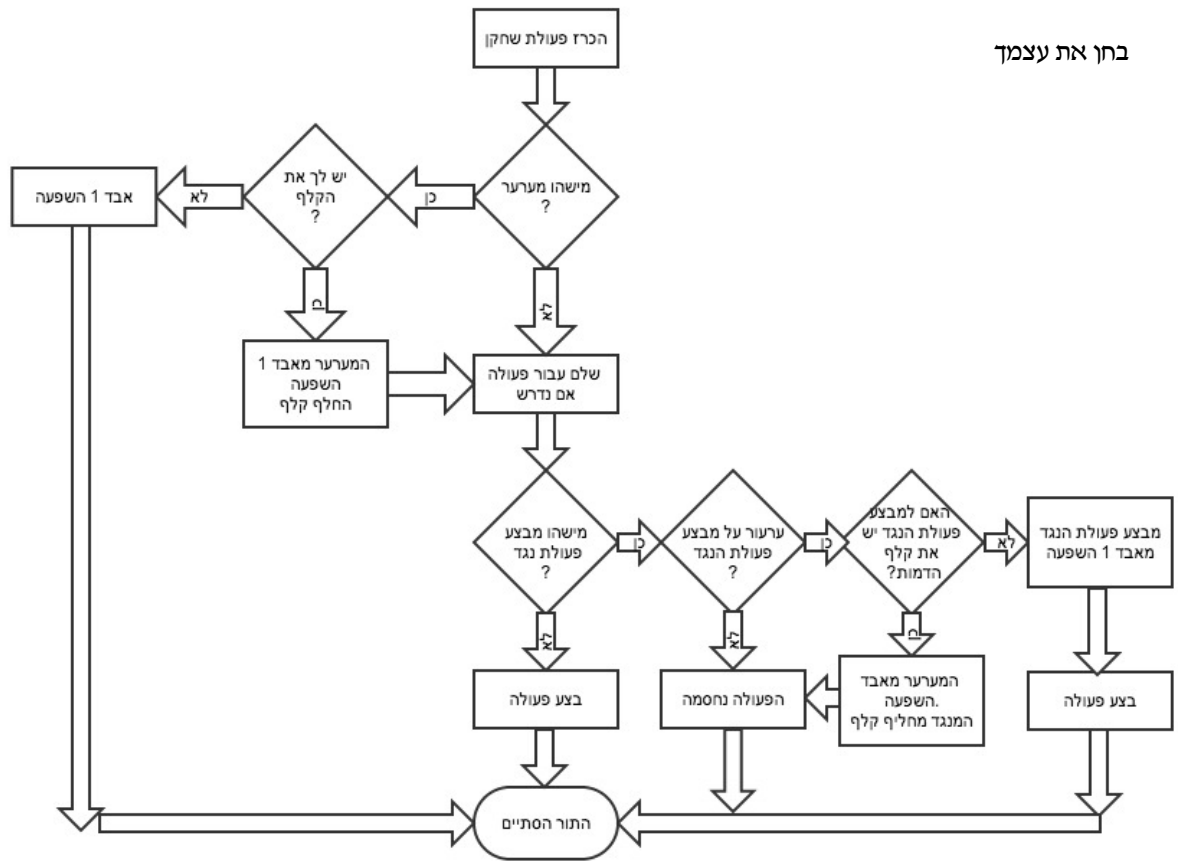 בחן את עצמך
הכרז פעולת שחקן
מישהו מערער
?
כן
יש לך את
הקלף
?
לא
אבד 1 השפעה
כן
לא
המערער מאבד 1
השפעה
החלף קלף
שלם עבור פעולה
אם נדרש
מישהו מבצע
פעולת נגד
?
כן
ערעור על מבצע
פעולת הנגד
?
כן
האם למבצע
פעולת הנגד יש
את קלף
הדמות?
לא
מבצע פעולת הנגד
מאבד 1 השפעה
לא
לא
כן
בצע פעולה
הפעולה נחסמה
המערער מאבד
השפעה.
המנגד מחליף קלף
בצע פעולה
התור הסתיים